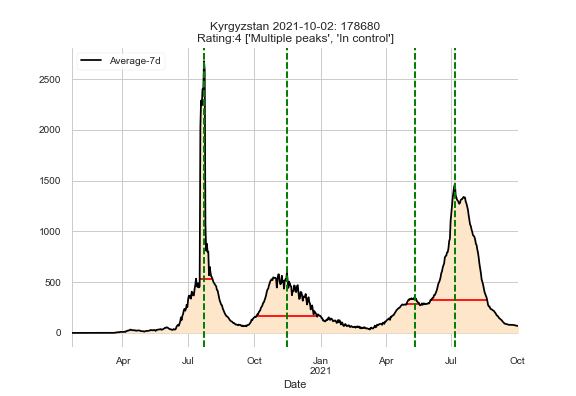 Kyrgyzstan 2021-10-02: 178680
Rating:4 ['Multiple peaks', 'In control']
Average-7d
2500
2000
1500
1000
500
0
Apr Jul Oct Jan Apr Jul Oct
2021
Date